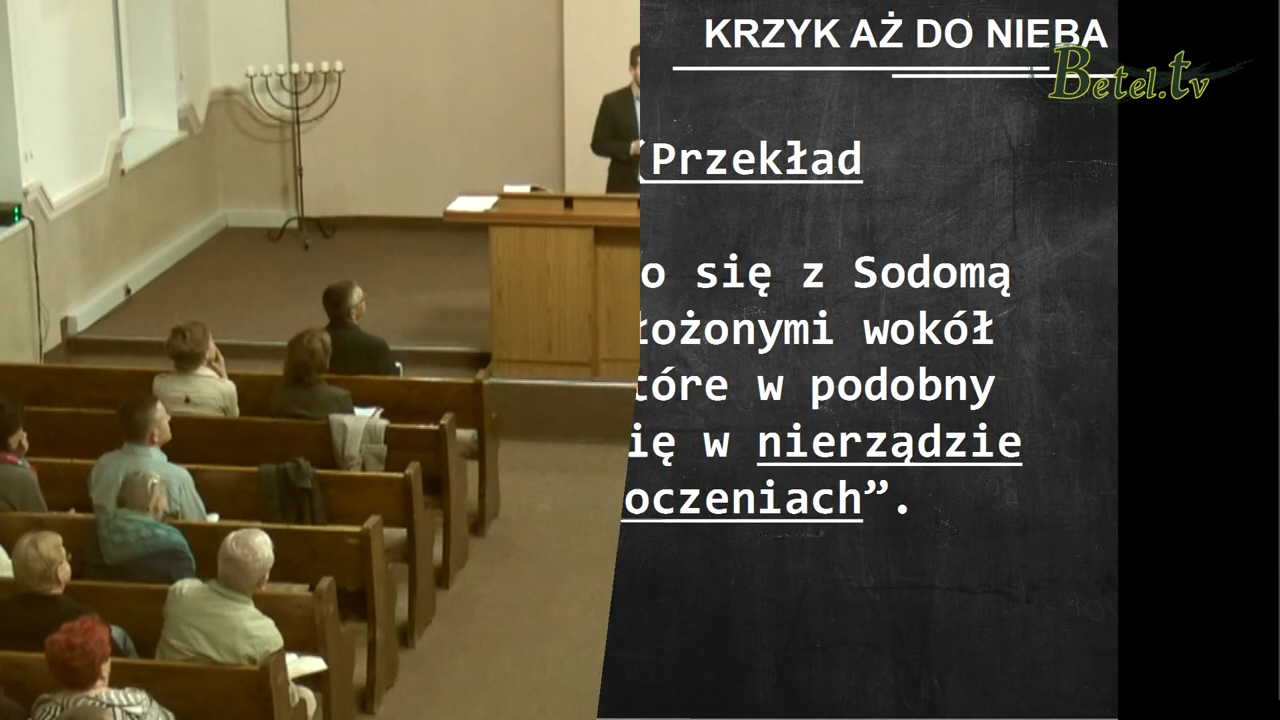 KRZYK AŻ DO NIEBA
Betel.tv
(Przekład
o się z Sodomą
łożonymi wokół
tóre w podobny
ię w nierządzie
oczeniach”.